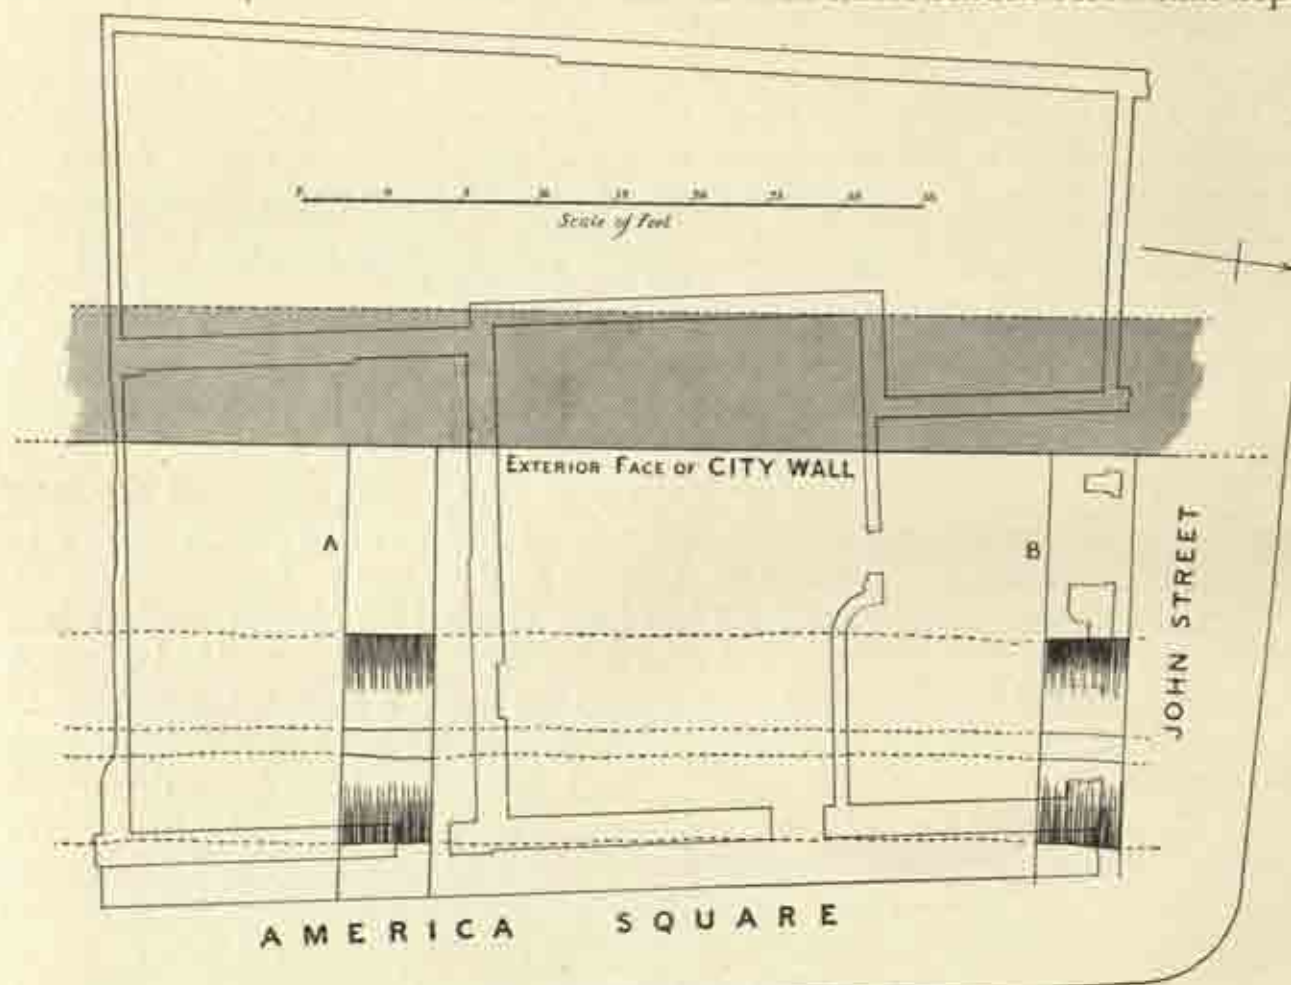 Scale of Feet
EXTERIOR FACE OF CITY WALL
A
B
JOHN STREET
AMERICA SQUARE